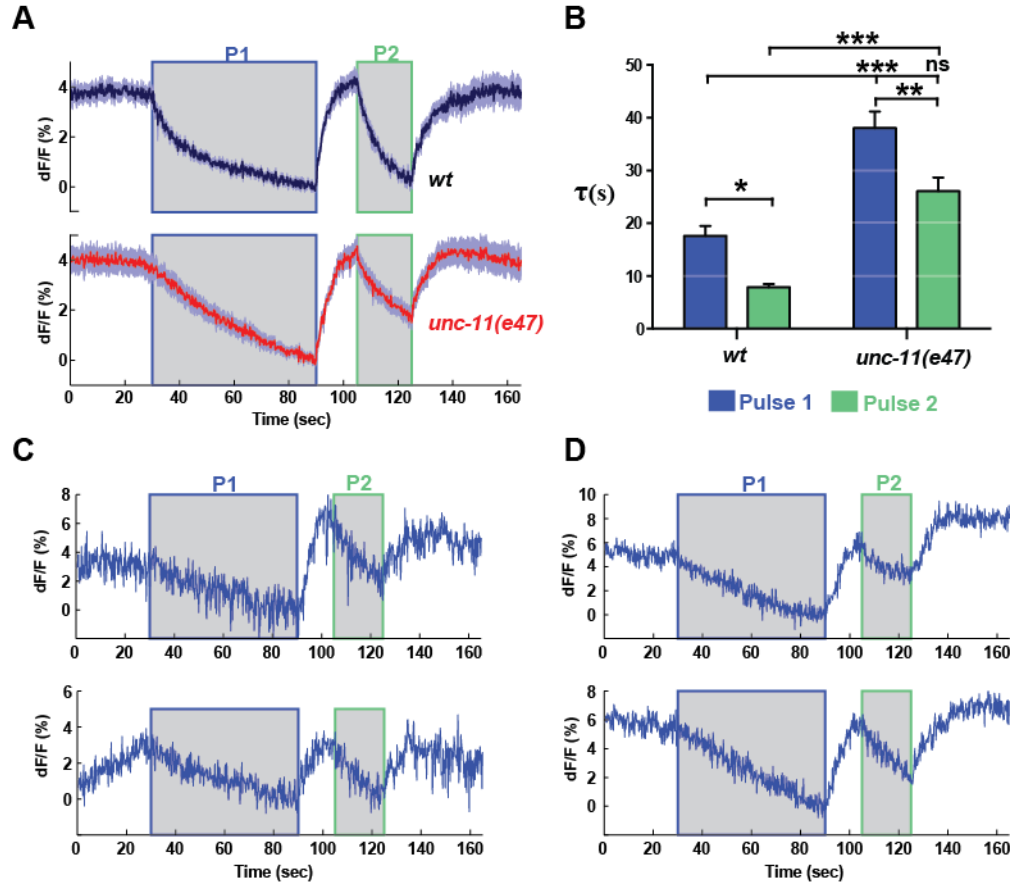 A
P1
P2
dF/F (%)
4
2
0
wt
dF/F (%)
4
2
0
unc-11(e47)
0 20 40 60 80 100 120 140 160
Time (sec)
B
***
*** ns
**
*
τ(s)
50
40
30
20
10
0
wt unc-11(e47)
Pulse 1 Pulse 2
C
P1
P2
dF/F (%)
8
6
4
2
0
0 20 40 60 80 100 120 140 160
dF/F (%)
6
4
2
0
0 20 40 60 80 100 120 140 160
Time (sec)
D
P1
P2
dF/F (%)
10
8
6
4
2
0
0 20 40 60 80 100 120 140 160
dF/F (%)
8
6
4
2
0
0 20 40 60 80 100 120 140 160
Time (sec)